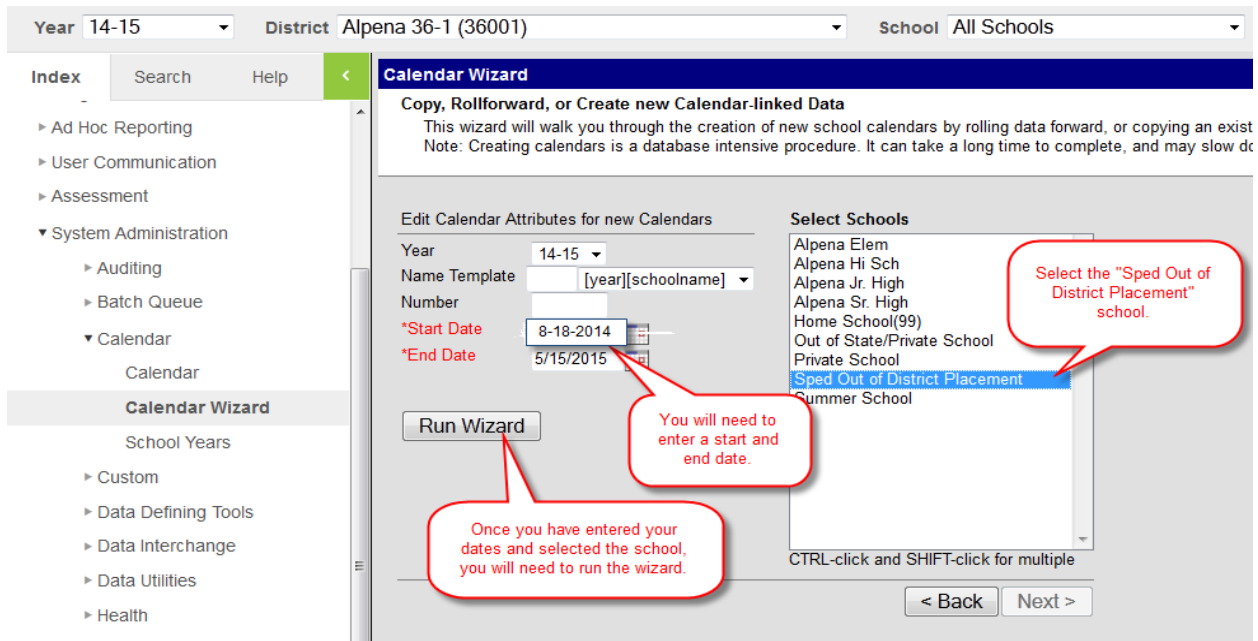 Year 14-15 District Alpena 36-1 (36001) School All Schools
Index Search Help <
Ad Hoc Reporting
User Communication
Assessment
System Administration
Auditing
Batch Queue
Calendar
Calendar
Calendar Wizard
School Years
Custom
Data Defining Tools
Data Interchange
Data Utilities
Health
Calendar Wizard
Copy, Rollforward, or Create new Calendar-linked Data
This wizard will walk you through the creation of new school calendars by rolling data forward, or copying an exist
Note: Creating calendars is a database intensive procedure. It can take a long time to complete, and may slow do
Edit Calendar Attributes for new Calendars
Year 14-15
Name Template [year][schoolname]
Number
*Start Date 8-18-2014
*End Date 5/15/2015
Run Wizard
You will need to
enter a start and
end date.
Once you have entered your
dates and selected the school,
you will need to run the wizard.
Select Schools
Alpena Elem
Alpena Hi Sch
Alpena Jr. High
Alpena Sr. High
Home School(99)
Out of State/Private School
Private School
Sped Out of District Placement
Summer School
Select the "Sped Out of
District Placement"
school.
CTRL-click and SHIFT-click for multiple
< Back Next >